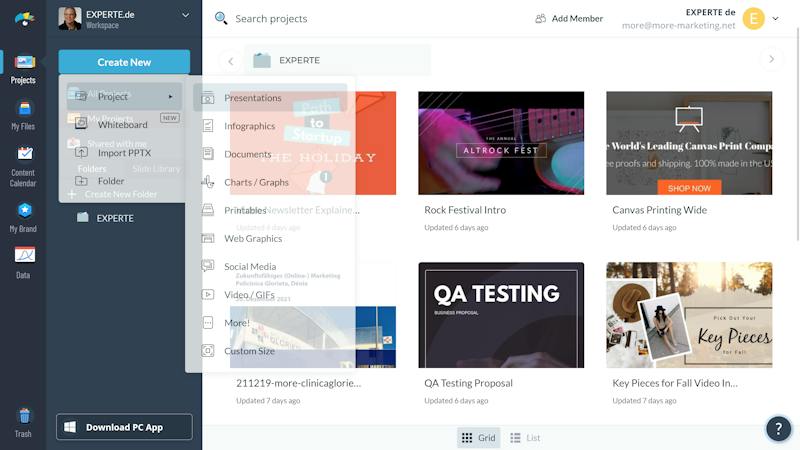 EXPERTE.de
Workspace
Search projects
Add Member
EXPERTE de
more@more-marketing.net
E
Create New
EXPERTE
Projects
My Files
Content
Calendar
My Brand
Data
Trash
All Projects
My Projects
Shared with me
Folders
Slide Library
Create New Folder
EXPERTE
Project
Whiteboard
NEW
Import PPTX
Folder
Presentations
Infographics
Documents
Charts / Graphs
Printables
Web Graphics
Social Media
Video / GIFs
More!
Custom Size
Path
to
Startup
THE HOLIDAY
Newsletter Explaine...
Updated 6 days ago
THE ANNUAL
ALTROCK FEST
Rock Festival Intro
Updated 6 days ago
r World's Leading Canvas Print Compa
e proofs and shipping. 100% made in the US
SHOP NOW
Canvas Printing Wide
Updated 6 days ago
Zukunftsfähiges (Online-) Marketing
Policlínica Glorieta, Dénia
2021
211219-more-clinicaglorie...
Updated 7 days ago
QA TESTING
BUSINESS PROPOSAL
QA Testing Proposal
Updated 6 days ago
Pick Out Your
Key Pieces
for Fall
Key Pieces for Fall Video In...
Updated 7 days ago
Download PC App
Grid
List
?